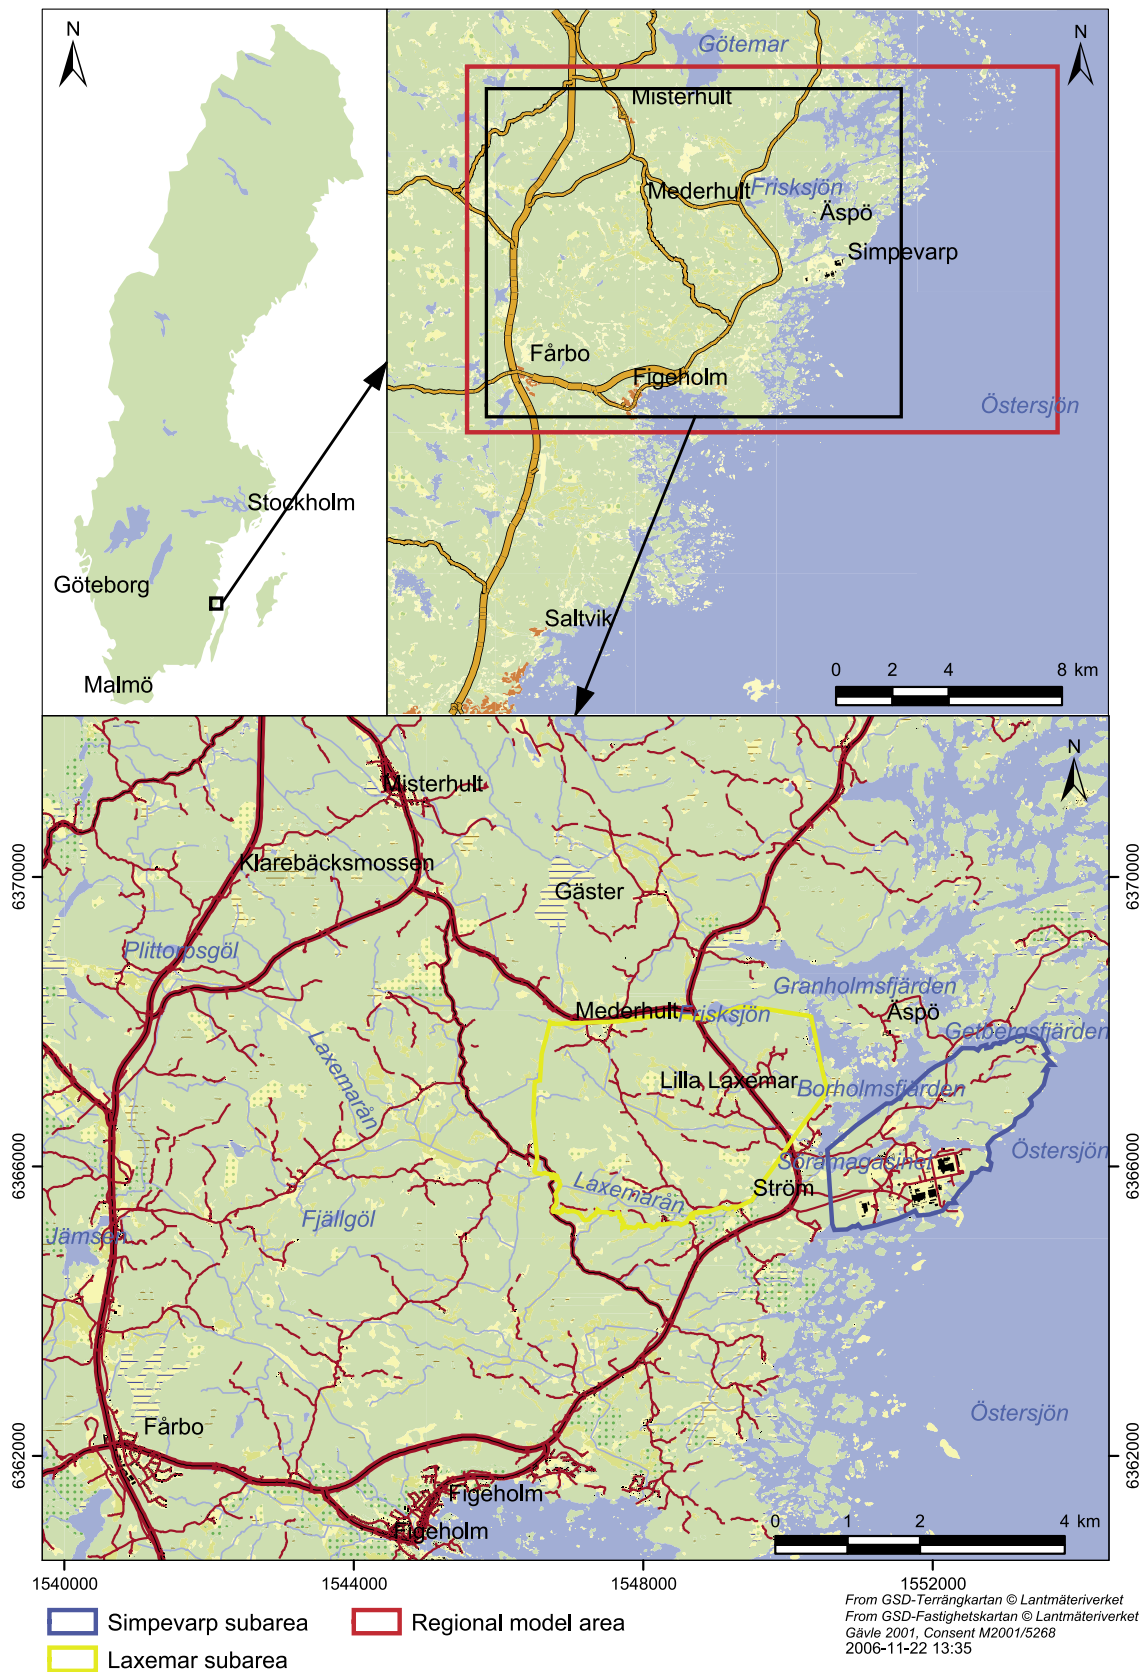 N
Stockholm
Göteborg
Malmö
N
Götemar
Misterhult
Mederhult
Frisksjön
Äspö
Simpevarp
Fårbo
Figeholm
Östersjön
Saltvik
0 2 4 8 km
N
Misterhult
Klarebäcksmossen
Gäster
Plittorpsgöl
Granholmsfjärden
Mederhult
Frisksjön
Äspö
Getbergsfjärden
Laxemarån
Lilla Laxemar
Borholmsfjärden
Östersjön
Söråmagasinet
Laxemarån
Ström
Fjällgöl
Jämsen
Östersjön
Fårbo
Figeholm
Figeholm
0 1 2 4 km
6370000
6366000
6362000
6370000
6366000
6362000
1540000 1544000 1548000 1552000
Simpevarp subarea
Regional model area
Laxemar subarea
From GSD-Terrängkartan © Lantmäteriverket
From GSD-Fastighetskartan © Lantmäteriverket
Gävle 2001, Consent M2001/5268
2006-11-22 13:35